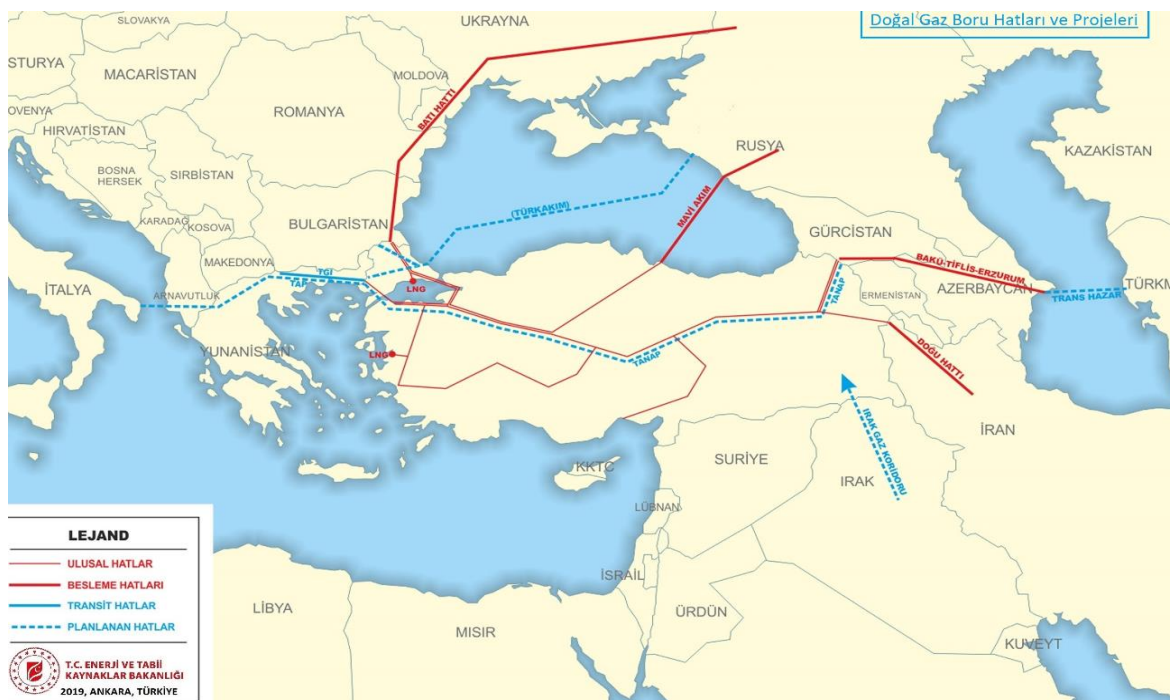 Doğal Gaz Boru Hatları ve Projeleri
SLOVAKYA
UKRAYNA
STURYA
MACARİSTAN
MOLDOVA
OVENYA
HIRVATİSTAN
ROMANYA
BATI HATTI
RUSYA
KAZAKİSTAN
BOSNA
HERSEK
SIRBİSTAN
(TÜRKAKIM)
MAVİ AKIM
KARADAĞ
KOSOVA
BULGARİSTAN
GÜRCİSTAN
MAKEDONYA
BAKÜ-TİFLİS-ERZURUM
İTALYA
ARNAVUTLUK
TGI
TAP
LNG
TANAP
ERMENİSTAN
AZERBAYCAN
TRANS HAZAR
TÜRKM
YUNANİSTAN
LNG
TANAP
DOĞU HATTI
IRAK GAZ KORİDORU
İRAN
KKTC
SURİYE
IRAK
LÜBNAN
İSRAİL
ÜRDÜN
LİBYA
MISIR
KUVEYT
LEJAND
ULUSAL HATLAR
BESLEME HATLARI
TRANSİT HATLAR
PLANLANAN HATLAR
T.C. ENERJİ VE TABİİ
KAYNAKLAR BAKANLIĞI
2019, ANKARA, TÜRKİYE